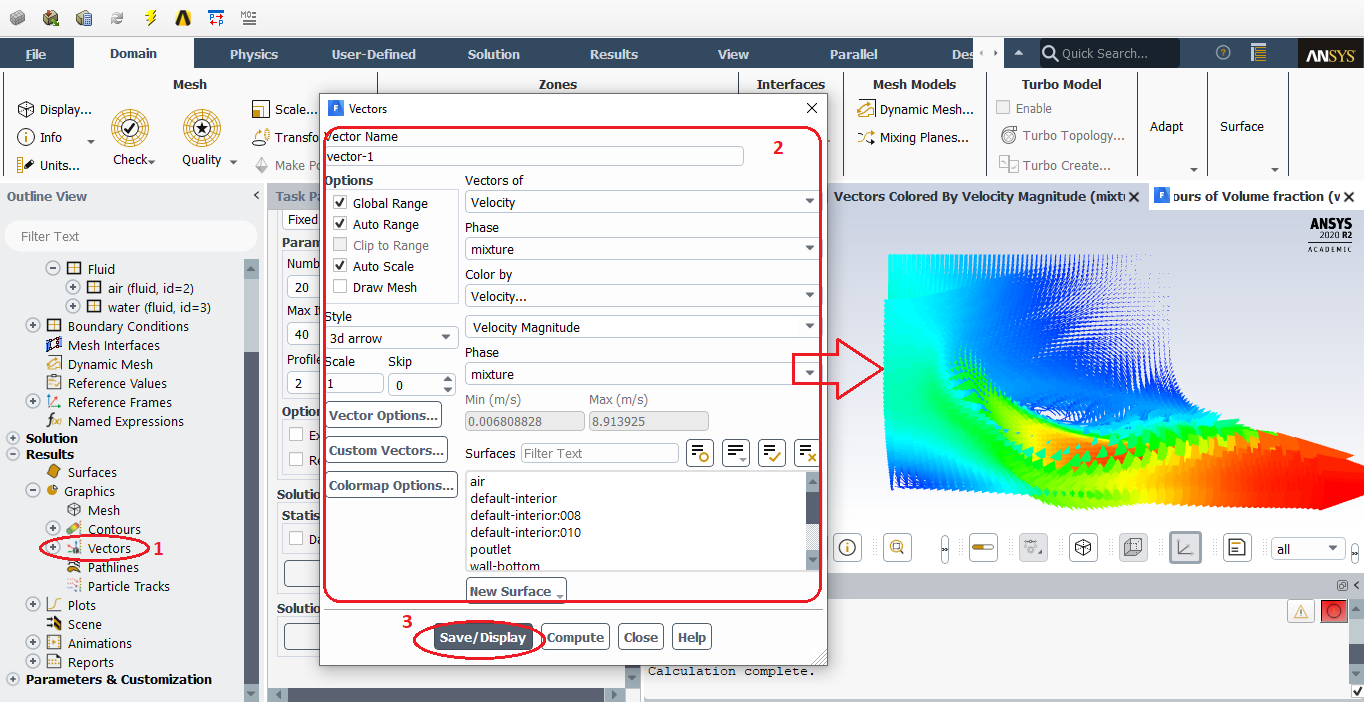 MO
File
Domain
Physics
User-Defined
Solution
Results
View
Parallel
Des
Quick Search...
ANSYS
Mesh
Display...
Info
Units...
Check
Quality
Scale...
Transfo
Make Po
Zones
Interfaces
Mesh Models
Dynamic Mesh...
Mixing Planes...
Turbo Model
Enable
Turbo Topology...
Turbo Create...
Adapt
Surface
Outline View
Filter Text
Fluid
air (fluid, id=2)
water (fluid, id=3)
Boundary Conditions
Mesh Interfaces
Dynamic Mesh
Reference Values
Reference Frames
Named Expressions
Solution
Results
Surfaces
Graphics
Mesh
Contours
Vectors
1
Pathlines
Particle Tracks
Plots
Scene
Animations
Reports
Parameters & Customization
Task Pa
Fixed
Param
Numb
20
Max It
40
Profile
2
Option
Ex
Re
Solutio
Statis
Da
Solutio
Vectors
Vector Name
vector-1
2
Options
Global Range
Auto Range
Clip to Range
Auto Scale
Draw Mesh
Style
3d arrow
Scale
Skip
1
0
Vector Options...
Custom Vectors...
Colormap Options...
Vectors of
Velocity
Phase
mixture
Color by
Velocity...
Velocity Magnitude
Phase
mixture
Min (m/s)
Max (m/s)
0.006808828
8.913925
Surfaces
Filter Text
air
default-interior
default-interior:008
default-interior:010
poutlet
wall-bottom
New Surface
3
Save/Display
Compute
Close
Help
Vectors Colored By Velocity Magnitude (mixt
ours of Volume fraction (v
ANSYS
2020 R2
ACADEMIC
all
Calculation complete.